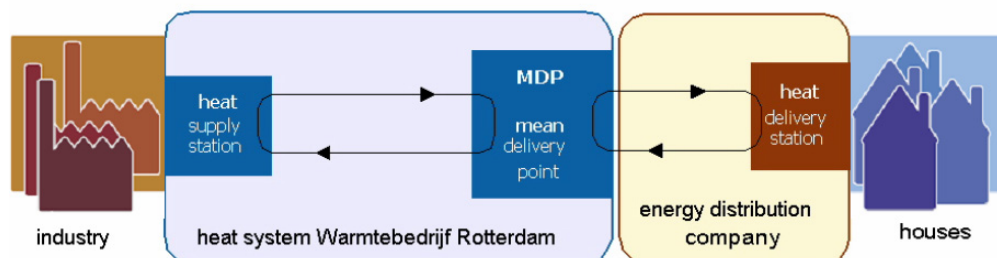 industry
heat
supply
station
heat system Warmtebedrijf Rotterdam
MDP
mean
delivery
point
heat
delivery
station
energy distribution
company
houses